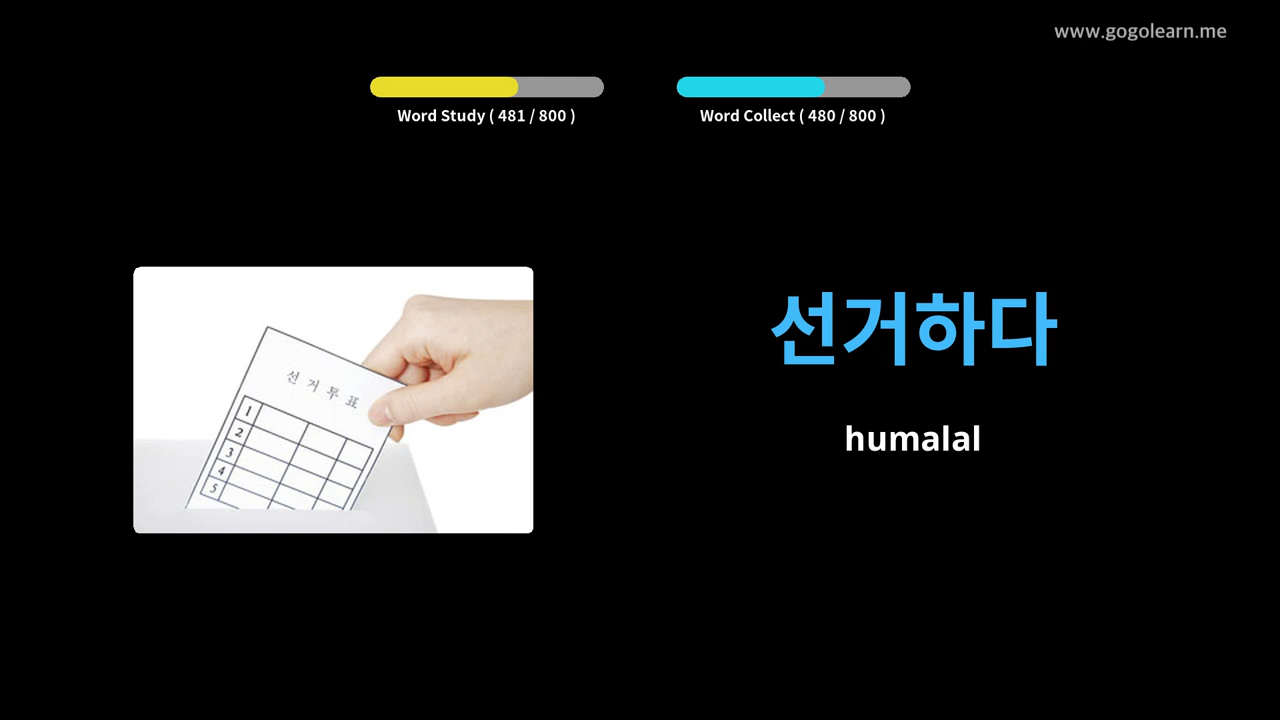 www.gogolearn.me
Word Study ( 481 / 800 )
Word Collect ( 480 / 800 )
선거투표
1
2
3
4
5
선거하다
humalal